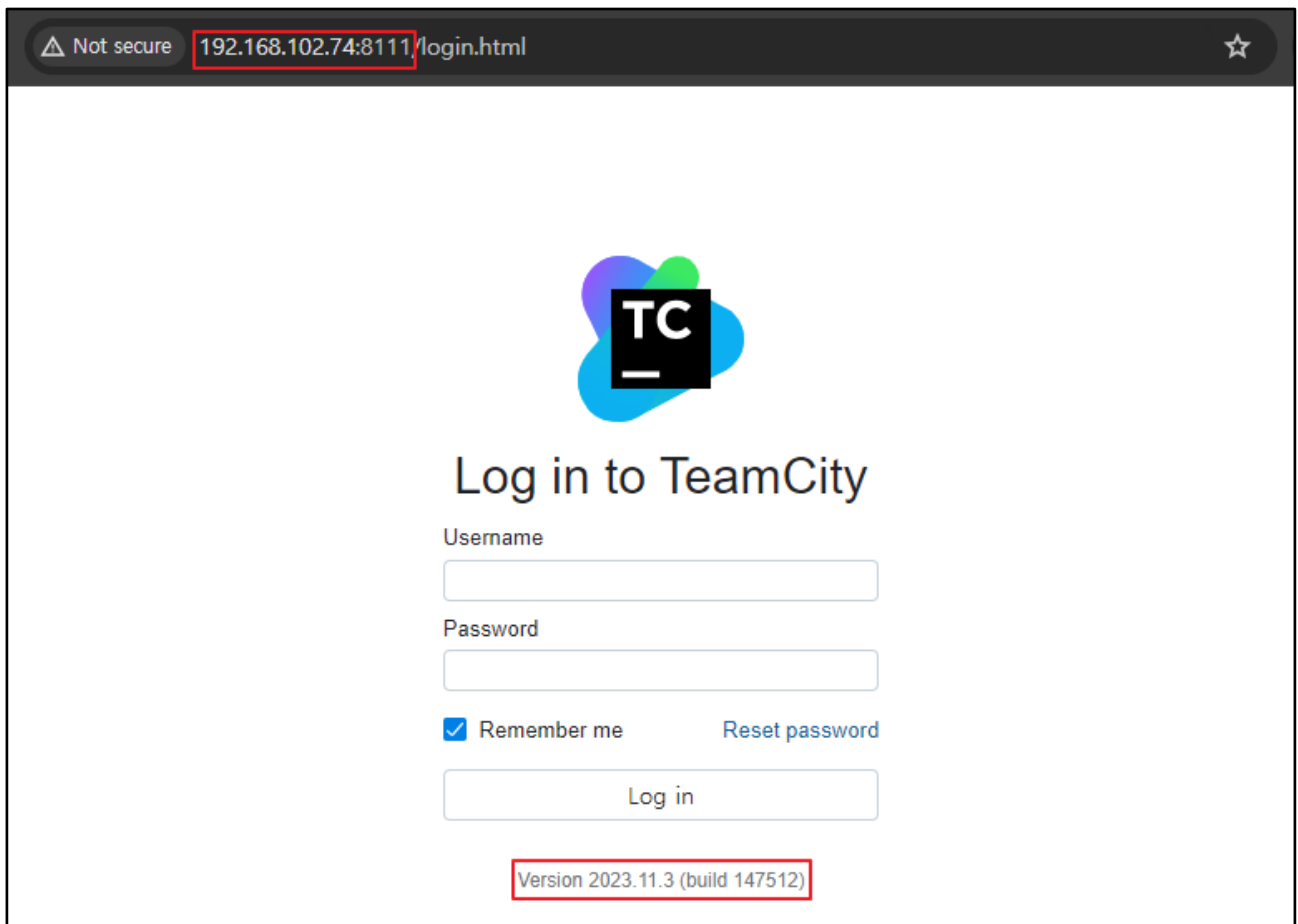 Not secure 192.168.102.74:8111/login.html
TC
Log in to TeamCity
Username
Password
Remember me Reset password
Log in
Version 2023.11.3 (build 147512)